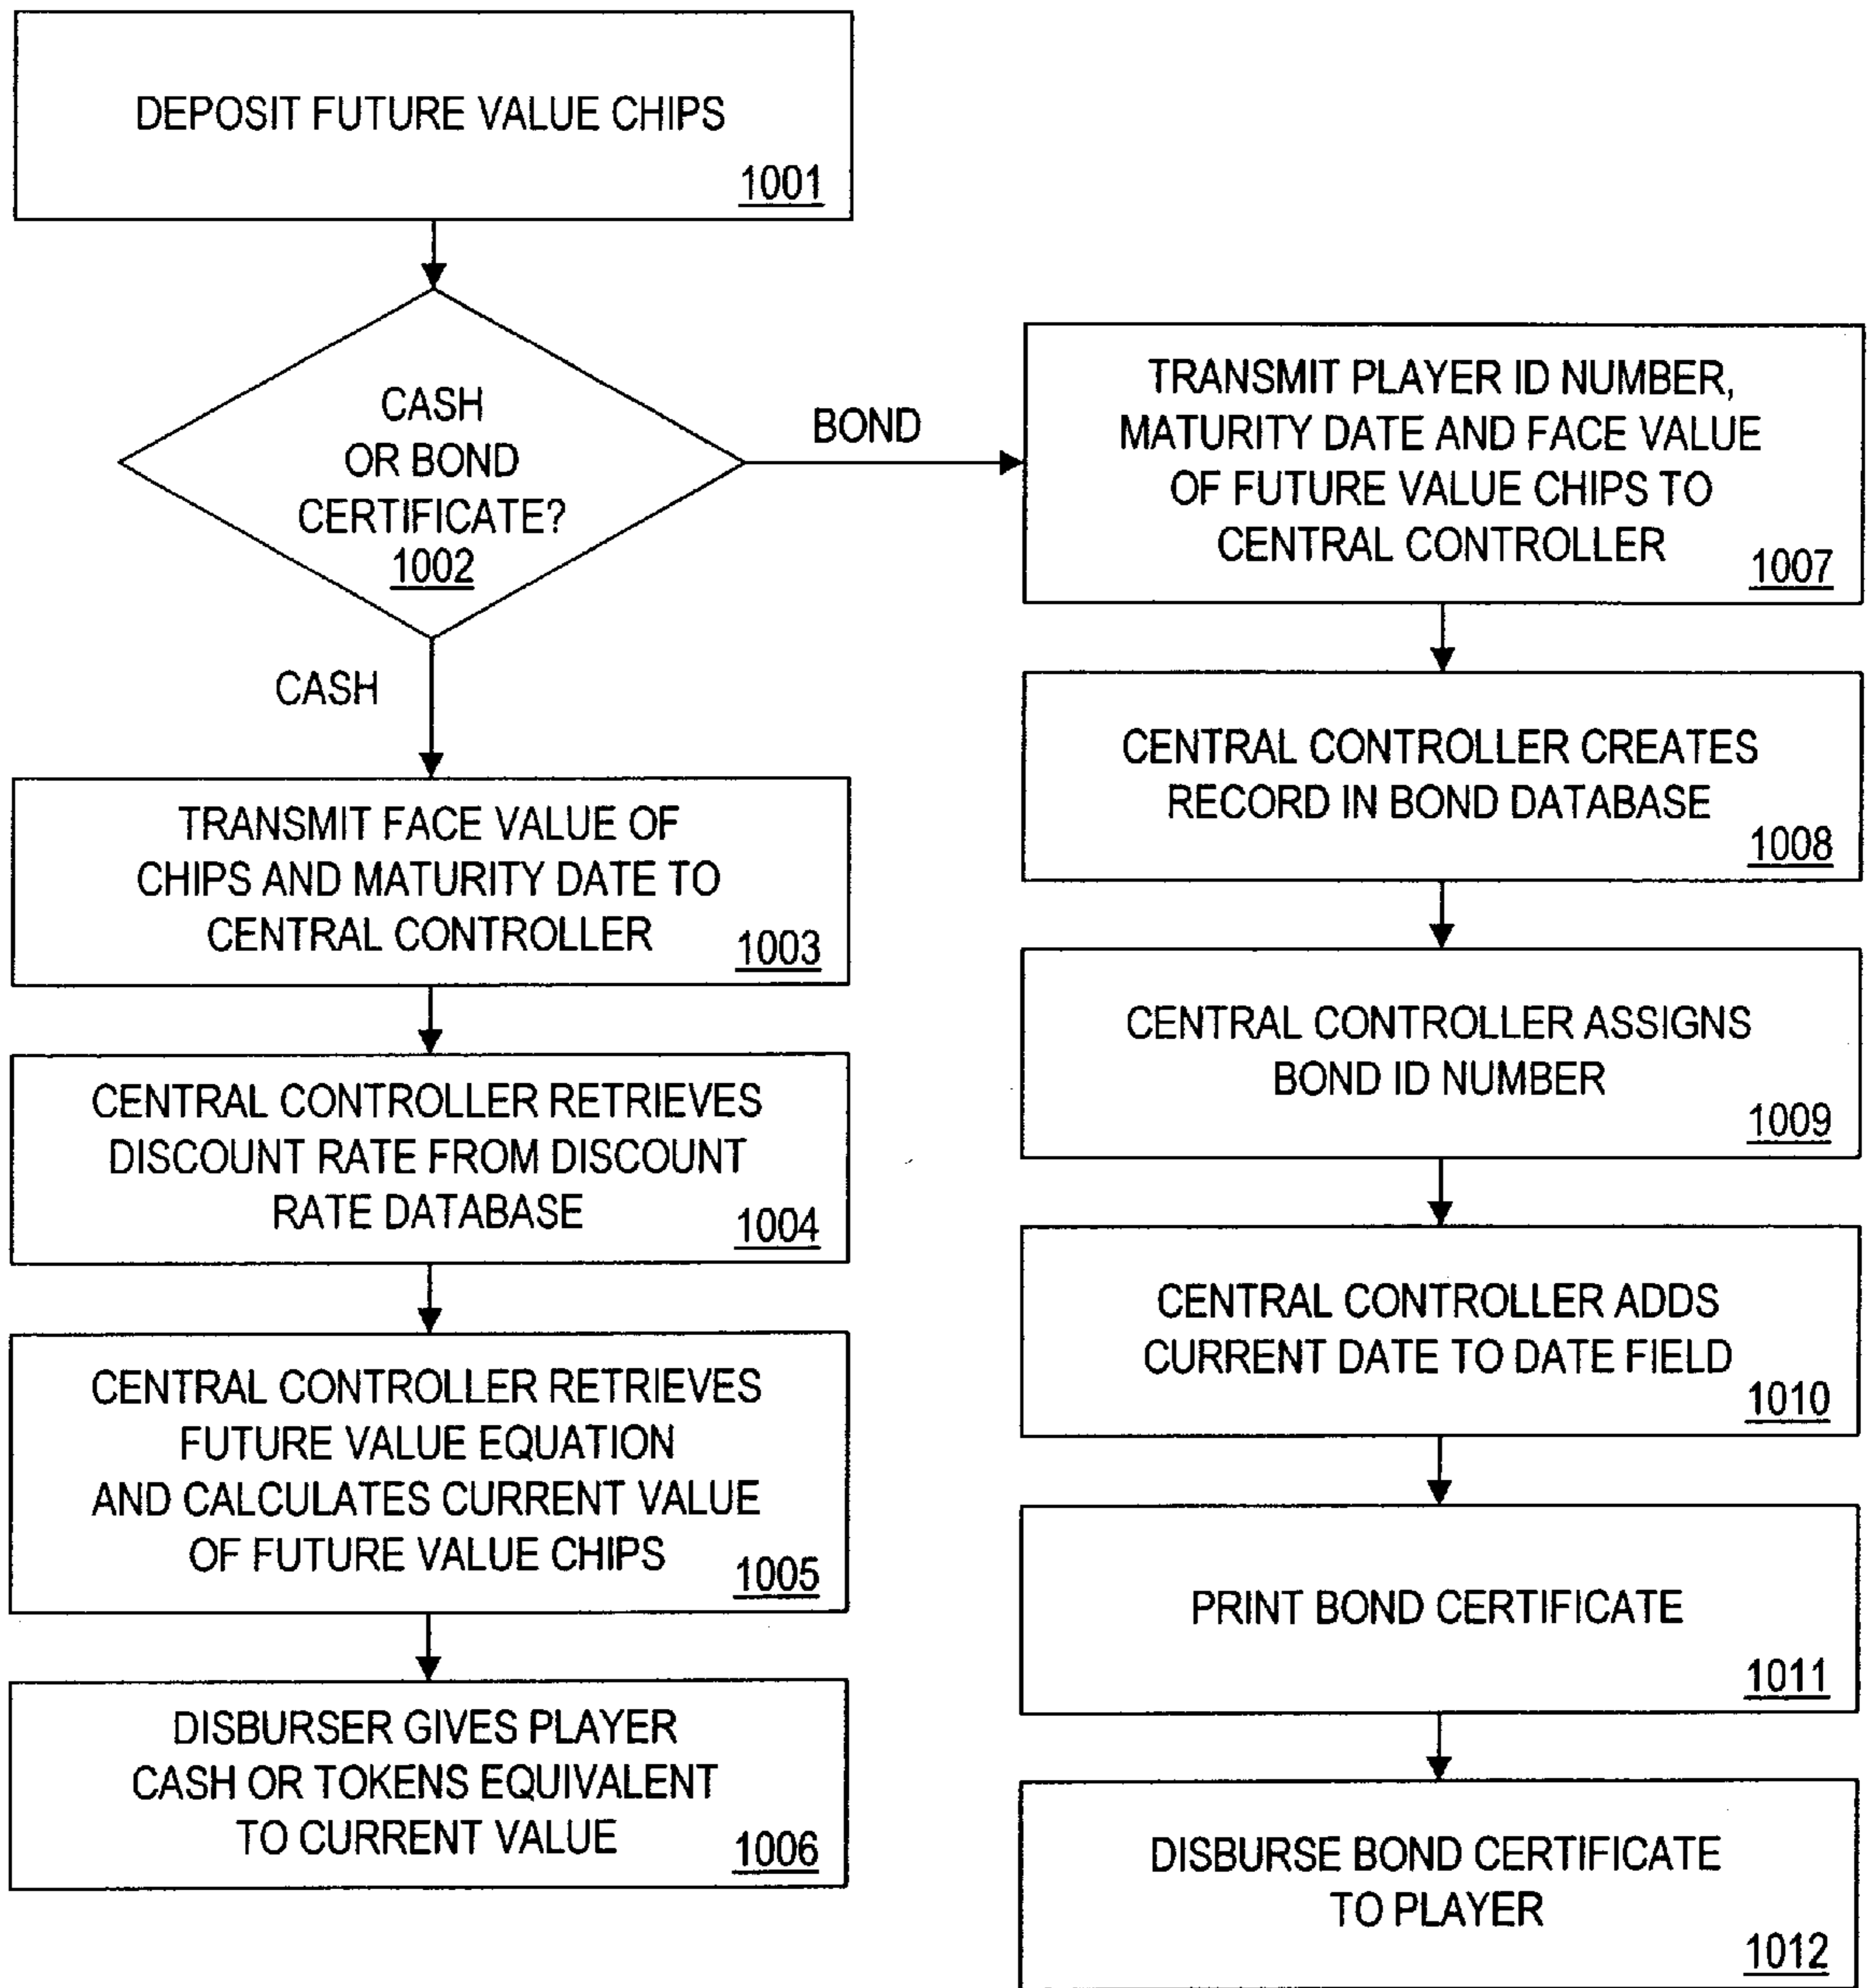 DEPOSIT FUTURE VALUE CHIPS
1001
CASH
OR BOND
CERTIFICATE?
1002
CASH
TRANSMIT FACE VALUE OF
CHIPS AND MATURITY DATE TO
CENTRAL CONTROLLER
1003
CENTRAL CONTROLLER RETRIEVES
DISCOUNT RATE FROM DISCOUNT
RATE DATABASE
1004
CENTRAL CONTROLLER RETRIEVES
FUTURE VALUE EQUATION
AND CALCULATES CURRENT VALUE
OF FUTURE VALUE CHIPS
1005
DISBURSER GIVES PLAYER
CASH OR TOKENS EQUIVALENT
TO CURRENT VALUE
1006
BOND
TRANSMIT PLAYER ID NUMBER,
MATURITY DATE AND FACE VALUE
OF FUTURE VALUE CHIPS TO
CENTRAL CONTROLLER
1007
CENTRAL CONTROLLER CREATES
RECORD IN BOND DATABASE
1008
CENTRAL CONTROLLER ASSIGNS
BOND ID NUMBER
1009
CENTRAL CONTROLLER ADDS
CURRENT DATE TO DATE FIELD
1010
PRINT BOND CERTIFICATE
1011
DISBURSE BOND CERTIFICATE
TO PLAYER
1012